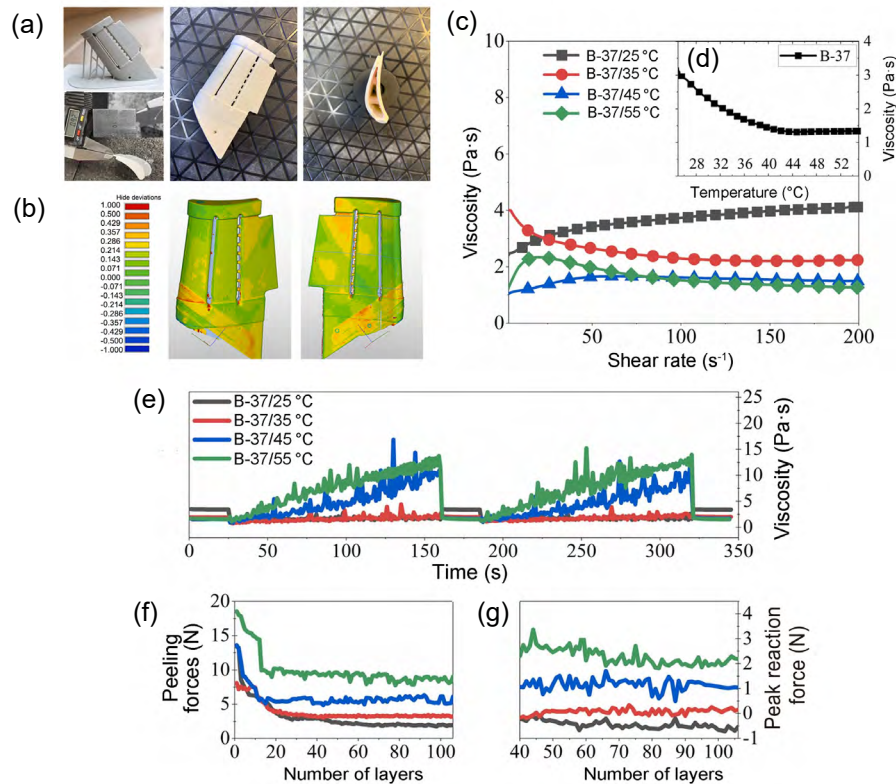 (a)
(b)
Hide deviations
1.000
0.500
0.429
0.357
0.286
0.214
0.143
0.071
0.000
-0.071
-0.143
-0.214
-0.286
-0.357
-0.429
-0.500
-1.000
(c)
10
8
6
4
2
0
Viscosity (Pa·s)
B-37/25 °C
B-37/35 °C
B-37/45 °C
B-37/55 °C
50 100 150 200
Shear rate (s⁻¹)
(d)
B-37
4
3
2
1
0
Viscosity (Pa·s)
28 32 36 40 44 48 52
Temperature (°C)
(e)
B-37/25 °C
B-37/35 °C
B-37/45 °C
B-37/55 °C
25
20
15
10
5
0
Viscosity (Pa·s)
0 50 100 150 200 250 300 350
Time (s)
(f)
20
15
10
5
0
Peeling
forces (N)
0 20 40 60 80 100
Number of layers
(g)
4
3
2
1
0
-1
Peak reaction
force (N)
40 50 60 70 80 90 100
Number of layers